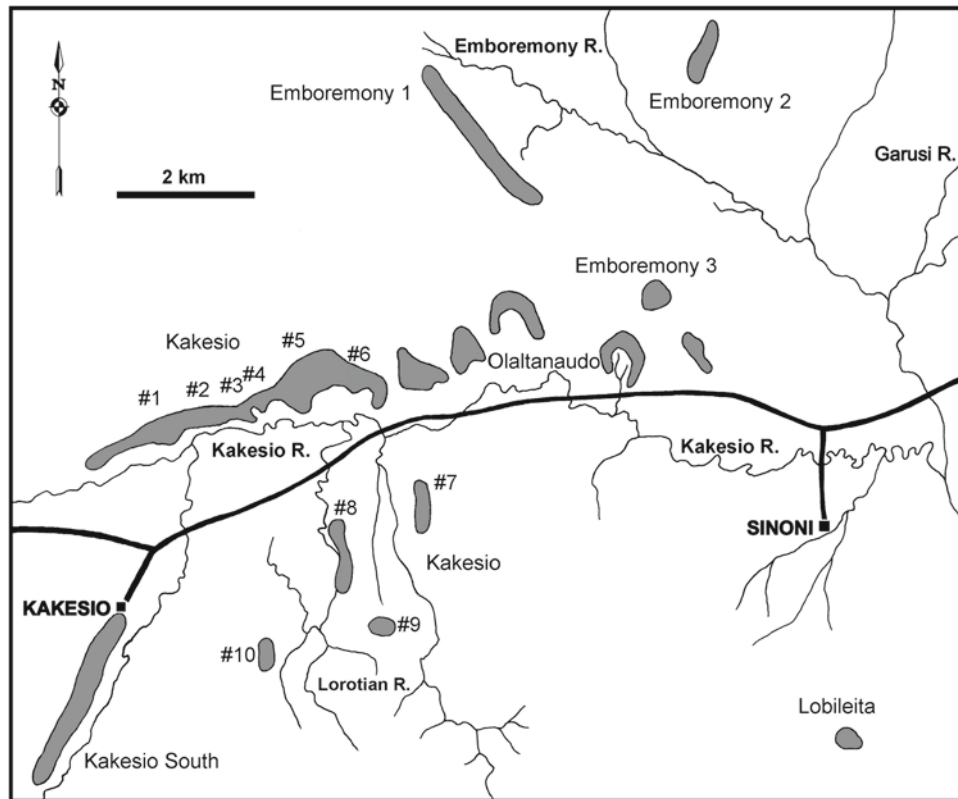 Emboremony R.
Emboremony 1
Emboremony 2
N
Garusi R.
2 km
Emboremony 3
Kakesio
#5
#6
#4
#3
#2
#1
Olaltanaudo
Kakesio R.
Kakesio R.
#7
#8
SINONI
Kakesio
KAKESIO
#9
#10
Lorotian R.
Lobileita
Kakesio South